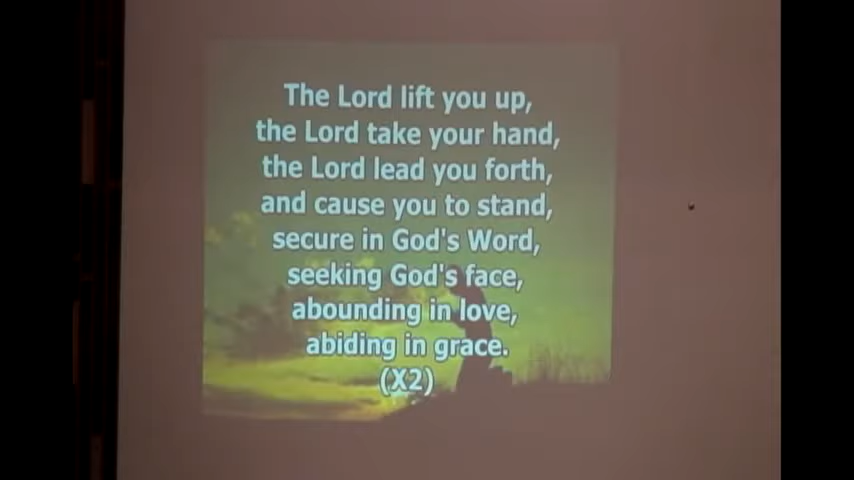 The Lord lift you up,
the Lord take your hand,
the Lord lead you forth,
and cause you to stand,
secure in God's Word,
seeking God's face,
abounding in love,
abiding in grace.
(X2)